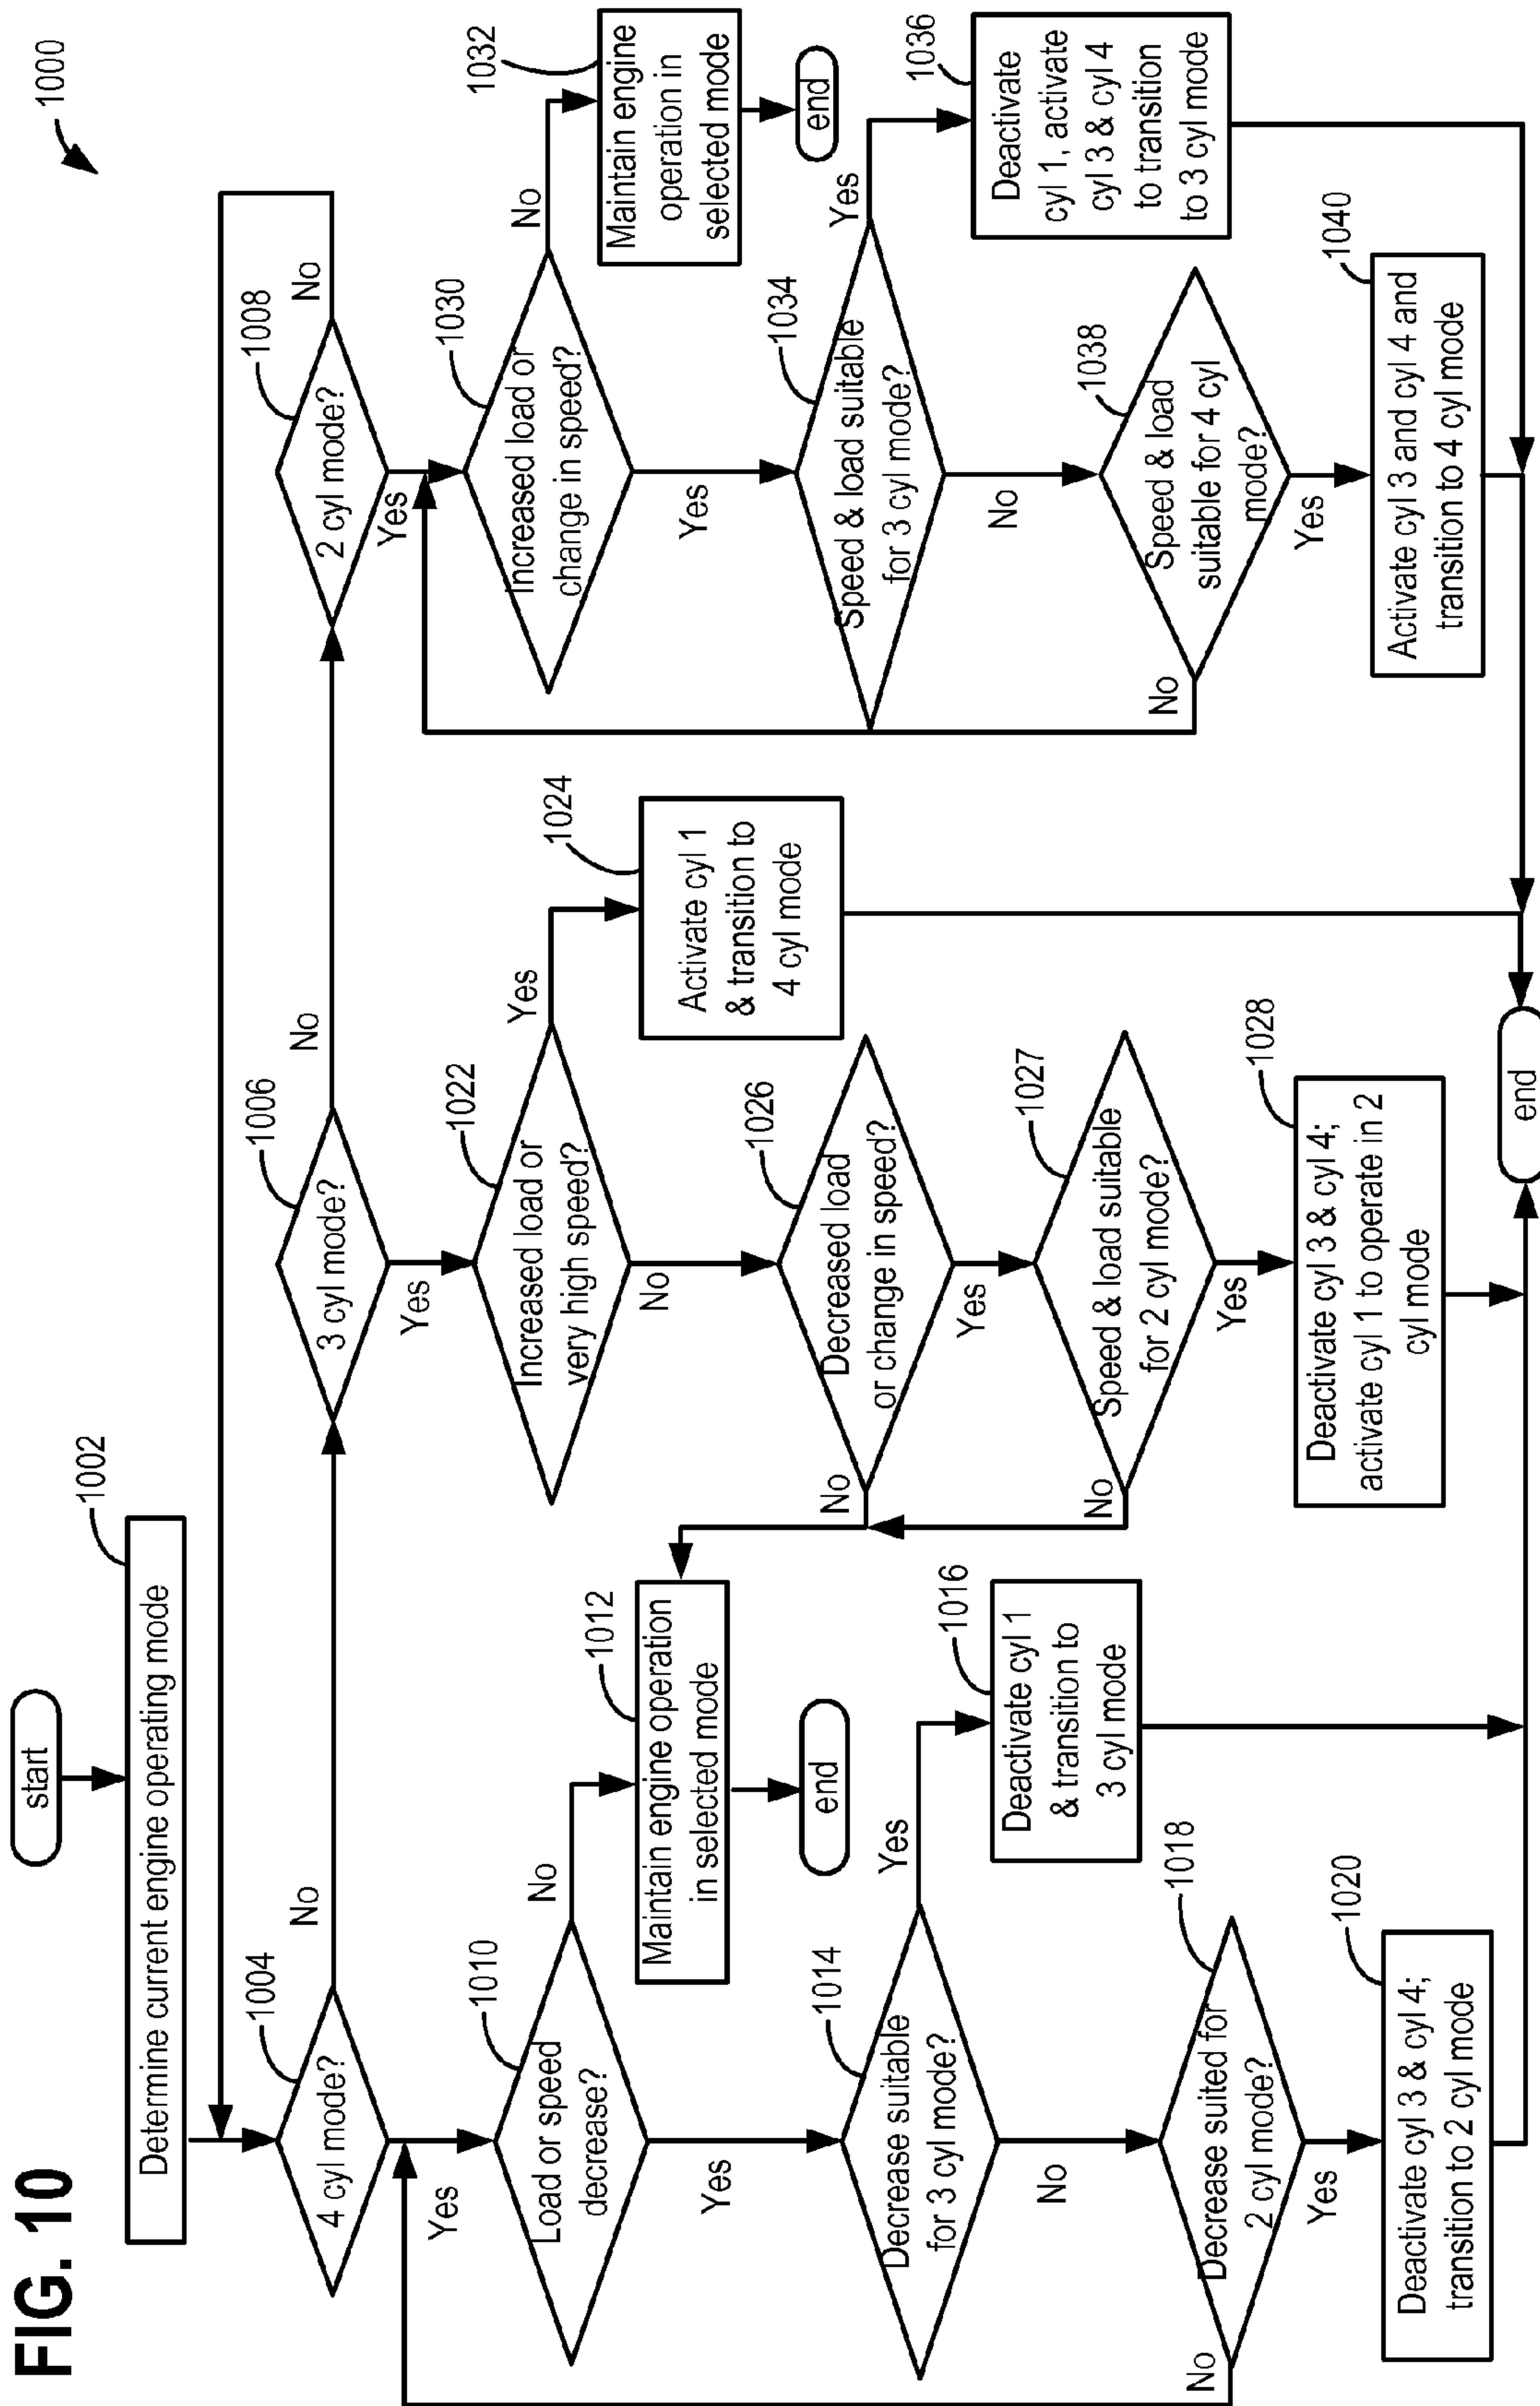 FIG. 10
1000
start
1002
Determine current engine operating mode
1004
4 cyl mode?
No
Yes
1006
3 cyl mode?
No
Yes
1008
2 cyl mode?
No
Yes
1010
Load or speed
decrease?
No
Yes
1012
Maintain engine operation
in selected mode
end
1014
Decrease suitable
for 3 cyl mode?
Yes
No
1016
Deactivate cyl 1
& transition to
3 cyl mode
1018
Decrease suited for
2 cyl mode?
No
Yes
1020
Deactivate cyl 3 & cyl 4;
transition to 2 cyl mode
1022
Increased load or
very high speed?
Yes
No
1024
Activate cyl 1
& transition to
4 cyl mode
1026
Decreased load
or change in speed?
No
Yes
1027
Speed & load suitable
for 2 cyl mode?
No
Yes
1028
Deactivate cyl 3 & cyl 4;
activate cyl 1 to operate in 2
cyl mode
1030
Increased load or
change in speed?
No
Yes
1032
Maintain engine
operation in
selected mode
end
1034
Speed & load suitable
for 3 cyl mode?
Yes
No
1036
Deactivate
cyl 1, activate
cyl 3 & cyl 4
to transition
to 3 cyl mode
1038
Speed & load
suitable for 4 cyl
mode?
No
Yes
1040
Activate cyl 3 and cyl 4 and
transition to 4 cyl mode
end